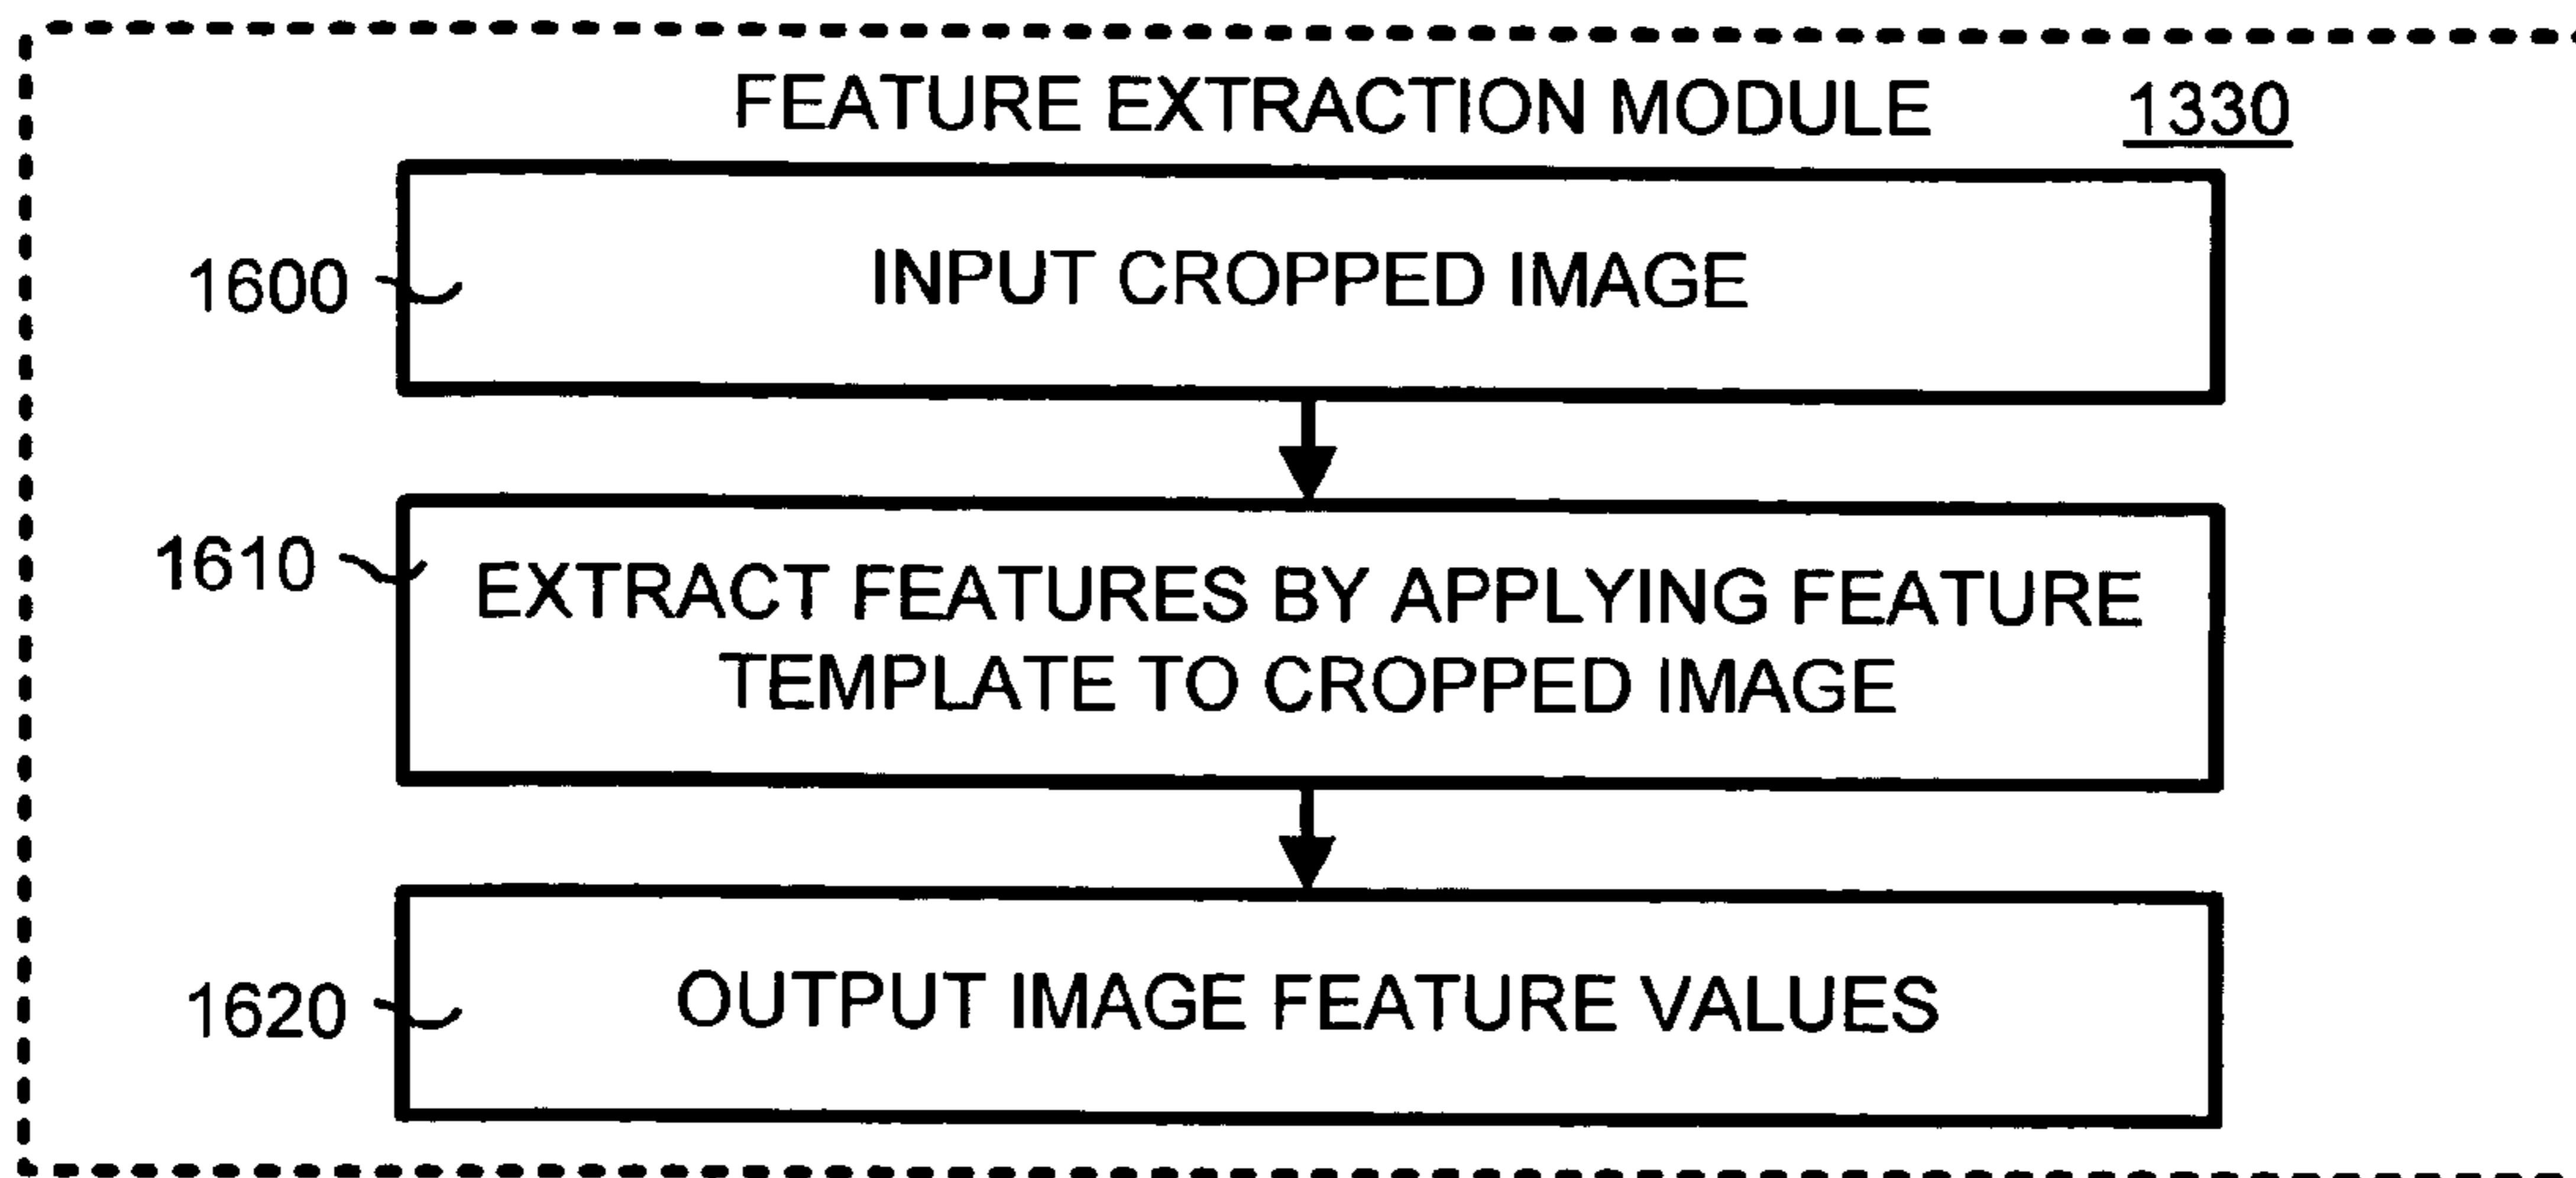 FEATURE EXTRACTION MODULE 1330
1600 INPUT CROPPED IMAGE
1610 EXTRACT FEATURES BY APPLYING FEATURE
TEMPLATE TO CROPPED IMAGE
1620 OUTPUT IMAGE FEATURE VALUES